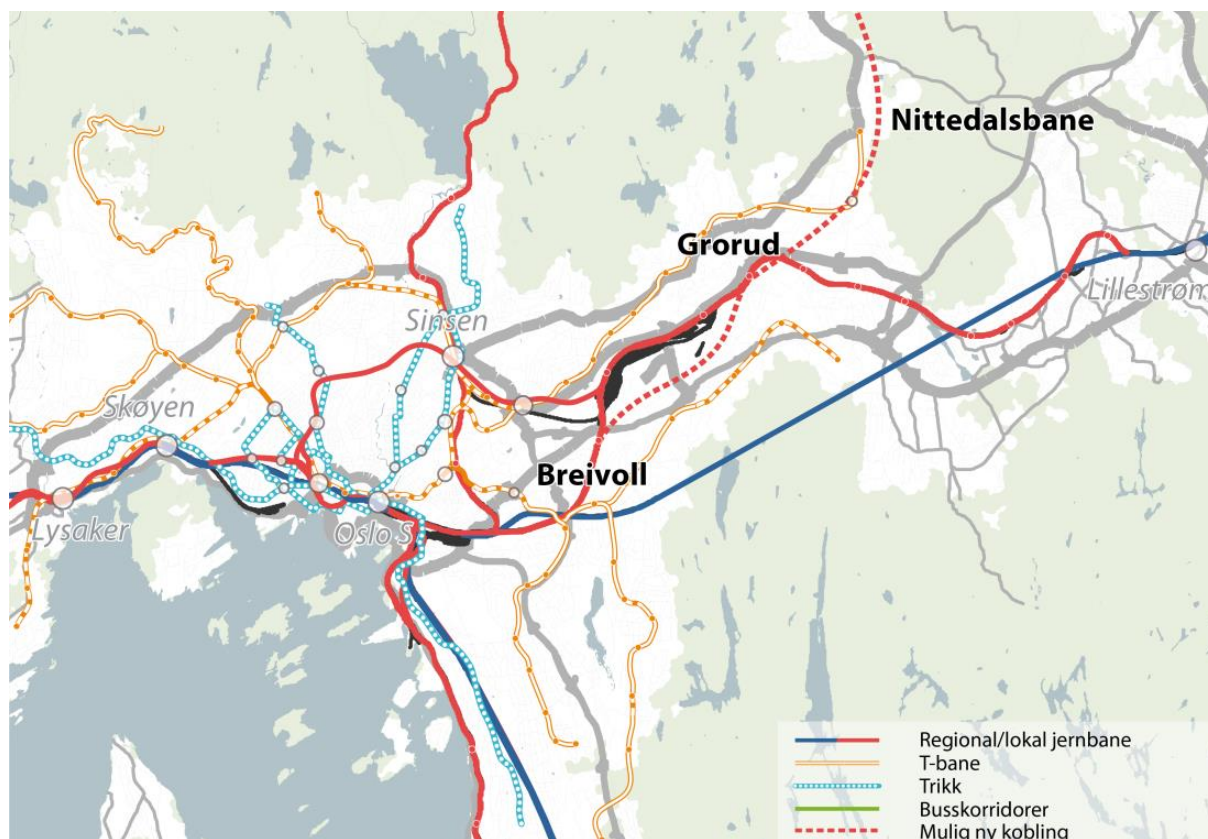 Nittedalsbane
Grorud
Lillestrøm
Sinsen
Skøyen
Breivoll
Lysaker
Oslo S
Regional/lokal jernbane
T-bane
Trikk
Busskorridorer
Mulig ny kobling